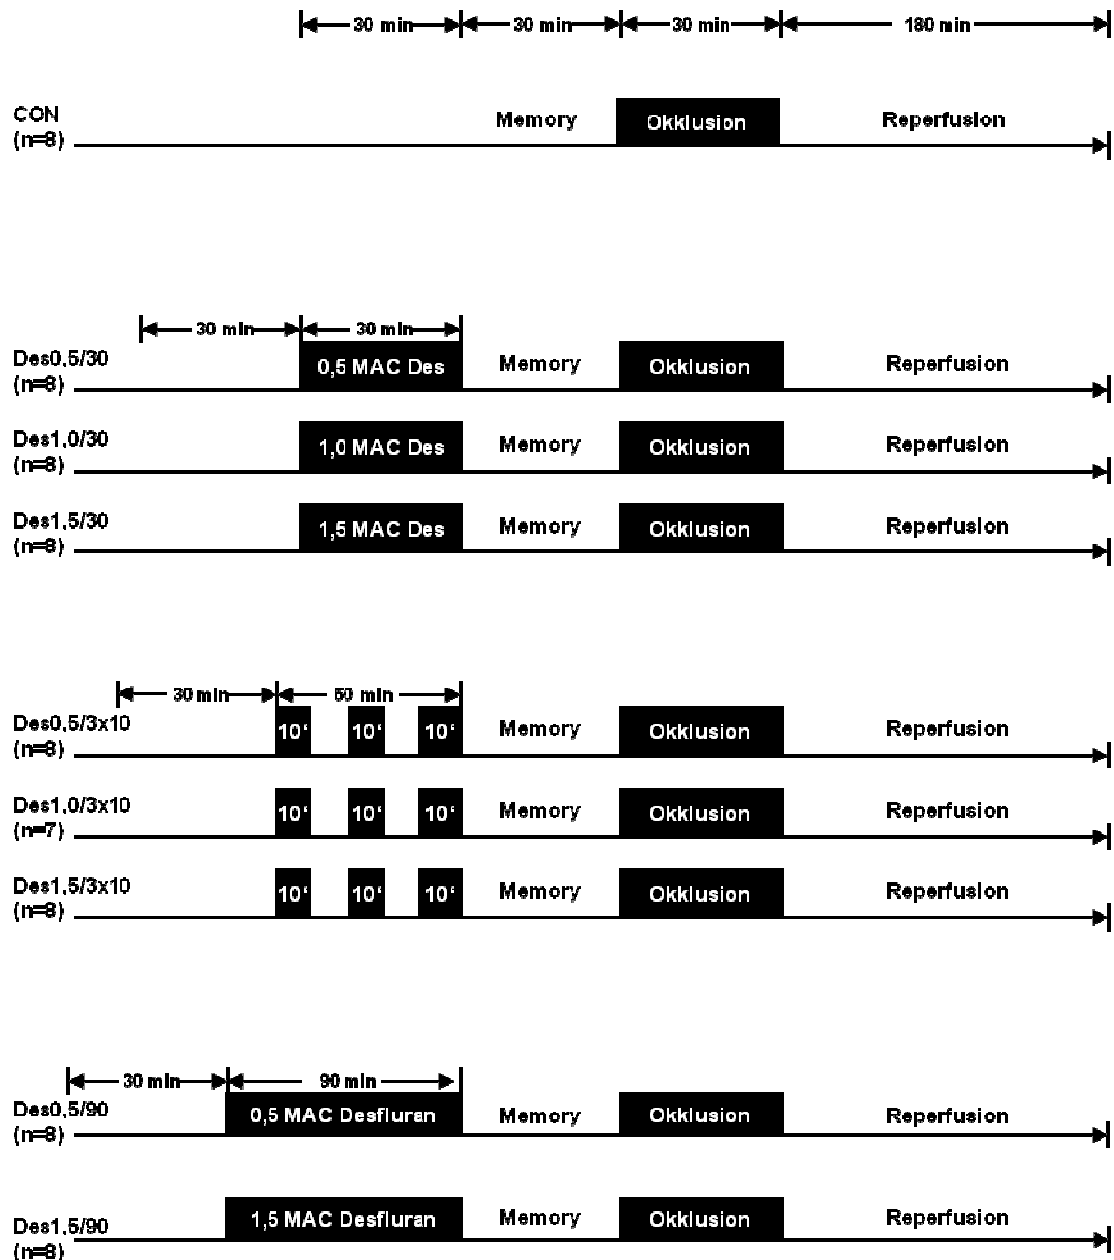 30 min 30 min 30 min 180 min
CON
(n=8)
Memory Okklusion Reperfusion
30 min 30 min
Des0,5/30
(n=8)
0,5 MAC Des Memory Okklusion Reperfusion
Des1,0/30
(n=8)
1,0 MAC Des Memory Okklusion Reperfusion
Des1,5/30
(n=8)
1,5 MAC Des Memory Okklusion Reperfusion
30 min 50 min
Des0,5/3x10
(n=8)
10‘ 10‘ 10‘ Memory Okklusion Reperfusion
Des1,0/3x10
(n=7)
10‘ 10‘ 10‘ Memory Okklusion Reperfusion
Des1,5/3x10
(n=8)
10‘ 10‘ 10‘ Memory Okklusion Reperfusion
30 min 90 min
Des0,5/90
(n=8)
0,5 MAC Desfluran Memory Okklusion Reperfusion
Des1,5/90
(n=8)
1,5 MAC Desfluran Memory Okklusion Reperfusion